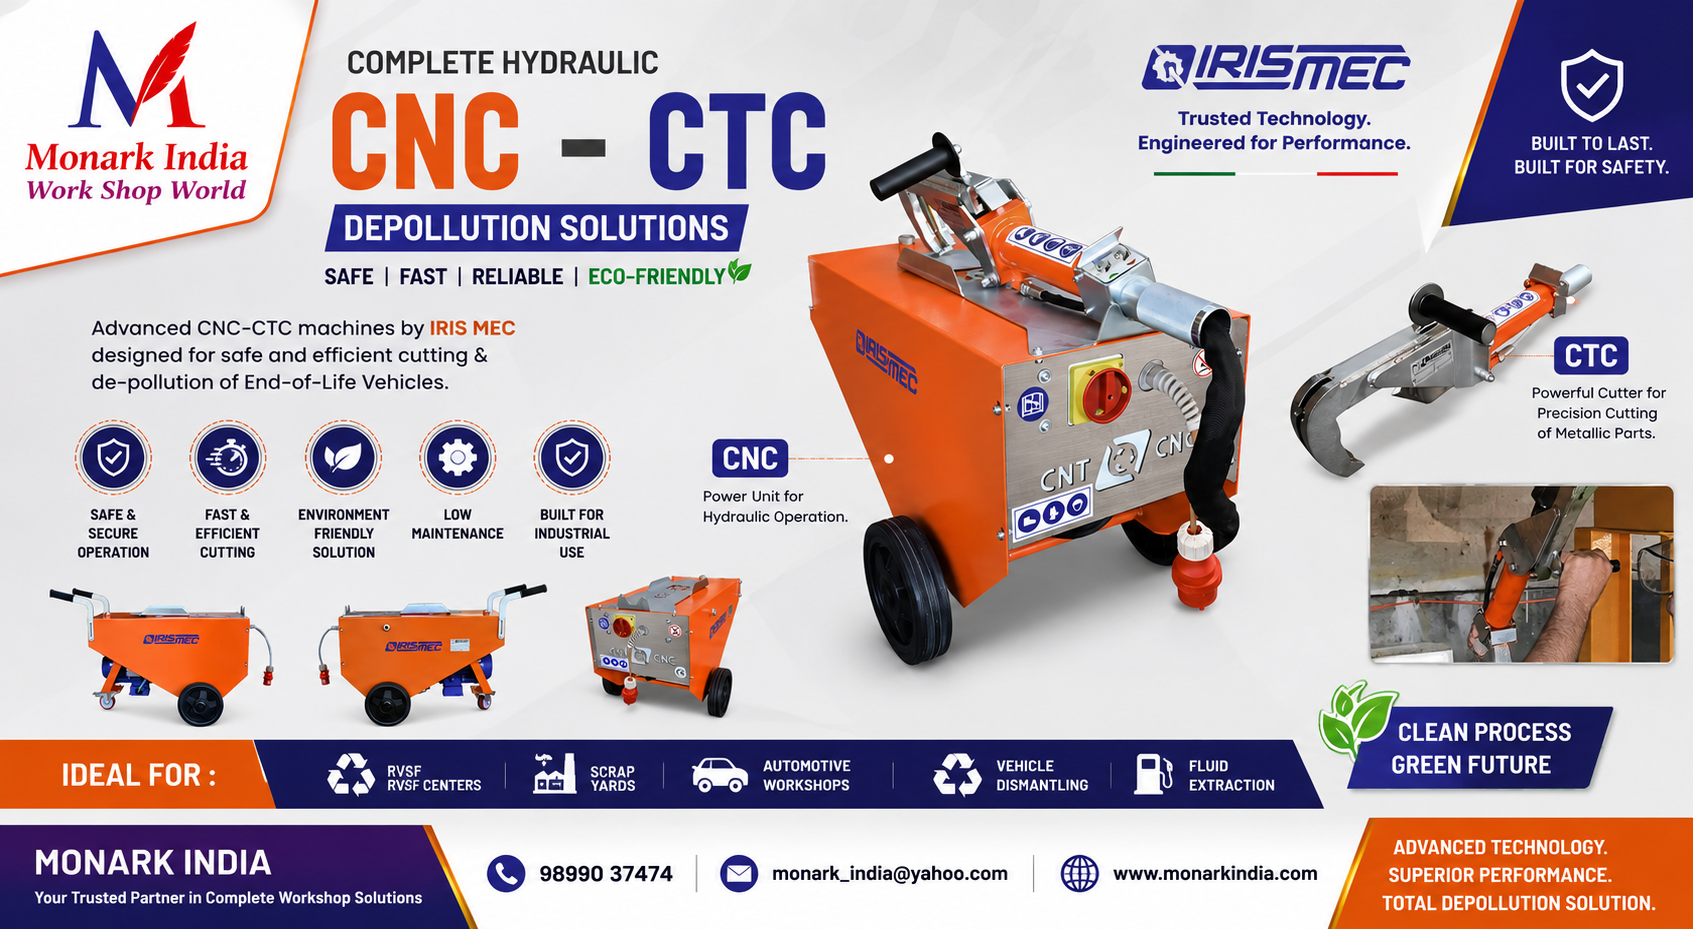 Monark India
Work Shop World
COMPLETE HYDRAULIC
CNC - CTC
DEPOLLUTION SOLUTIONS
SAFE | FAST | RELIABLE | ECO-FRIENDLY
IRISMEC
Trusted Technology.
Engineered for Performance.
BUILT TO LAST.
BUILT FOR SAFETY.
Advanced CNC-CTC machines by IRIS MEC
designed for safe and efficient cutting &
de-pollution of End-of-Life Vehicles.
SAFE &
SECURE
OPERATION
FAST &
EFFICIENT
CUTTING
ENVIRONMENT
FRIENDLY
SOLUTION
LOW
MAINTENANCE
BUILT FOR
INDUSTRIAL
USE
CNC
Power Unit for
Hydraulic Operation.
IRISMEC
CNT CNC
CTC
Powerful Cutter for
Precision Cutting
of Metallic Parts.
IRISMEC
IRISMEC
IRISMEC
CNT CNC
CLEAN PROCESS
GREEN FUTURE
IDEAL FOR :
RVSF
RVSF CENTERS
SCRAP
YARDS
AUTOMOTIVE
WORKSHOPS
VEHICLE
DISMANTLING
FLUID
EXTRACTION
MONARK INDIA
Your Trusted Partner in Complete Workshop Solutions
98990 37474
monark_india@yahoo.com
www.monarkindia.com
ADVANCED TECHNOLOGY.
SUPERIOR PERFORMANCE.
TOTAL DEPOLLUTION SOLUTION.